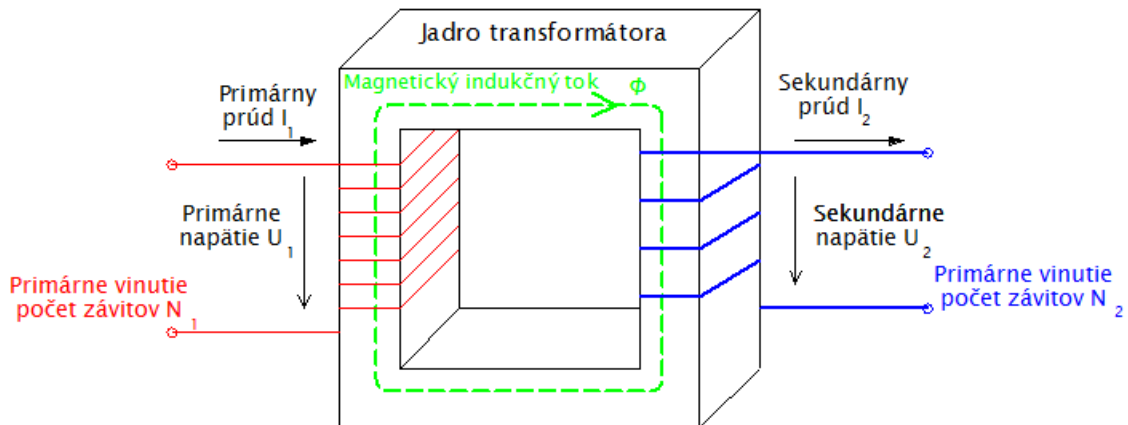 Jadro transformátora
Magnetický indukčný tok Φ
Primárny
prúd I1
Sekundárny
prúd I2
Primárne
napätie U1
Sekundárne
napätie U2
Primárne vinutie
počet závitov N1
Primárne vinutie
počet závitov N2